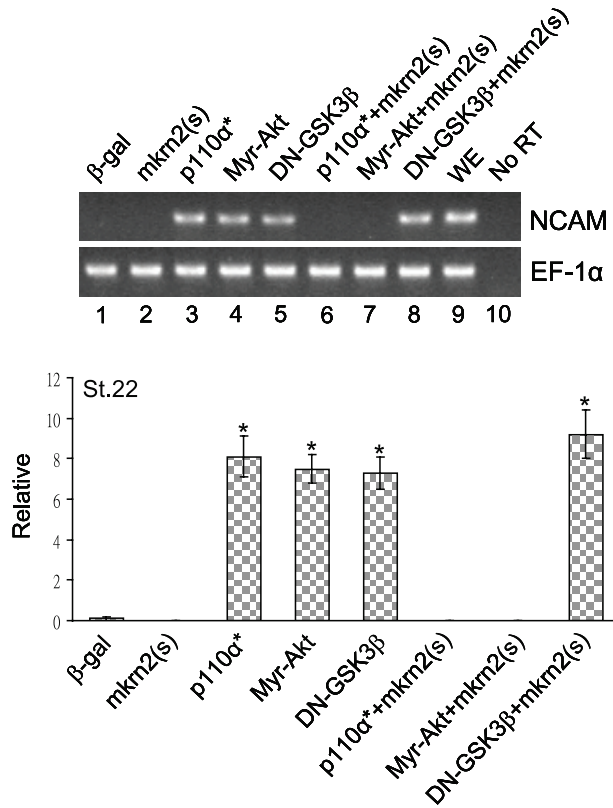 β-gal
mkrn2(s)
p110α*
Myr-Akt
DN-GSK3β
p110α*+mkrn2(s)
Myr-Akt+mkrn2(s)
DN-GSK3β+mkrn2(s)
WE
No RT
NCAM
EF-1α
1 2 3 4 5 6 7 8 9 10
St.22
Relative
12
10
8
6
4
2
0
* * * *
β-gal
mkrn2(s)
p110α*
Myr-Akt
DN-GSK3β
p110α*+mkrn2(s)
Myr-Akt+mkrn2(s)
DN-GSK3β+mkrn2(s)